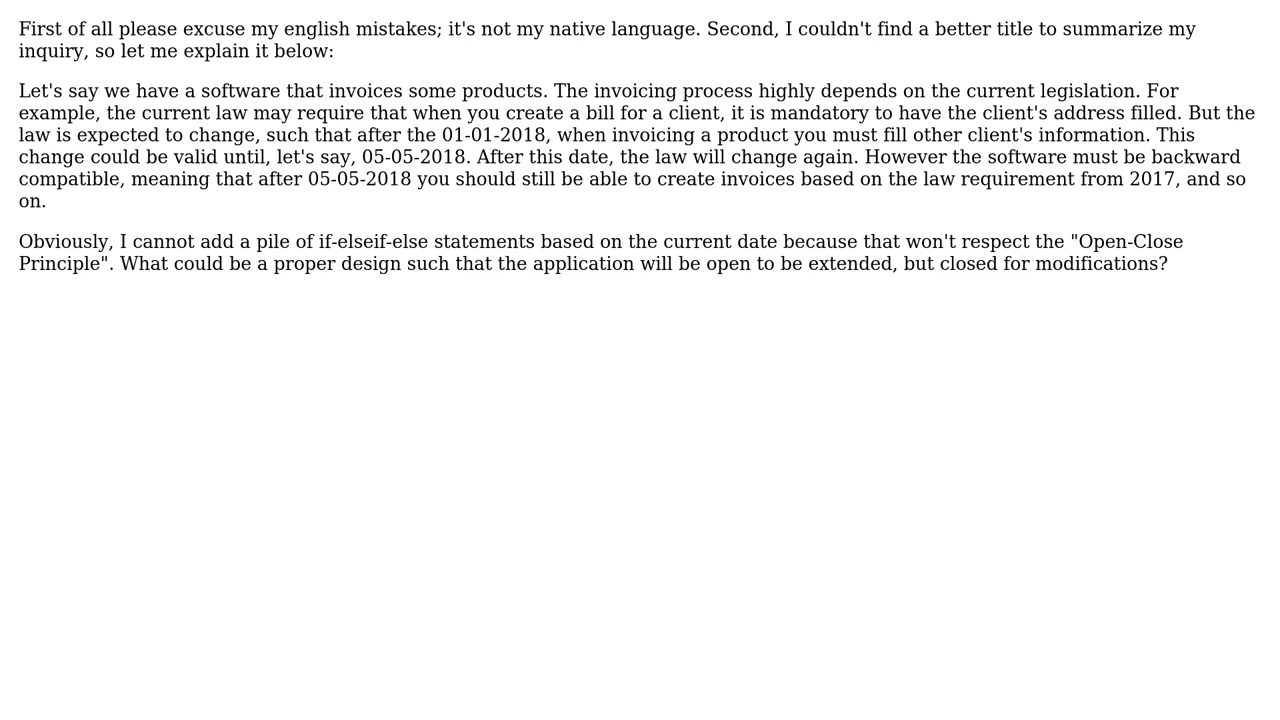 First of all please excuse my english mistakes; it's not my native language. Second, I couldn't find a better title to summarize my
inquiry, so let me explain it below:
Let's say we have a software that invoices some products. The invoicing process highly depends on the current legislation. For
example, the current law may require that when you create a bill for a client, it is mandatory to have the client's address filled. But the
law is expected to change, such that after the 01-01-2018, when invoicing a product you must fill other client's information. This
change could be valid until, let's say, 05-05-2018. After this date, the law will change again. However the software must be backward
compatible, meaning that after 05-05-2018 you should still be able to create invoices based on the law requirement from 2017, and so
on.
Obviously, I cannot add a pile of if-elseif-else statements based on the current date because that won't respect the "Open-Close
Principle". What could be a proper design such that the application will be open to be extended, but closed for modifications?